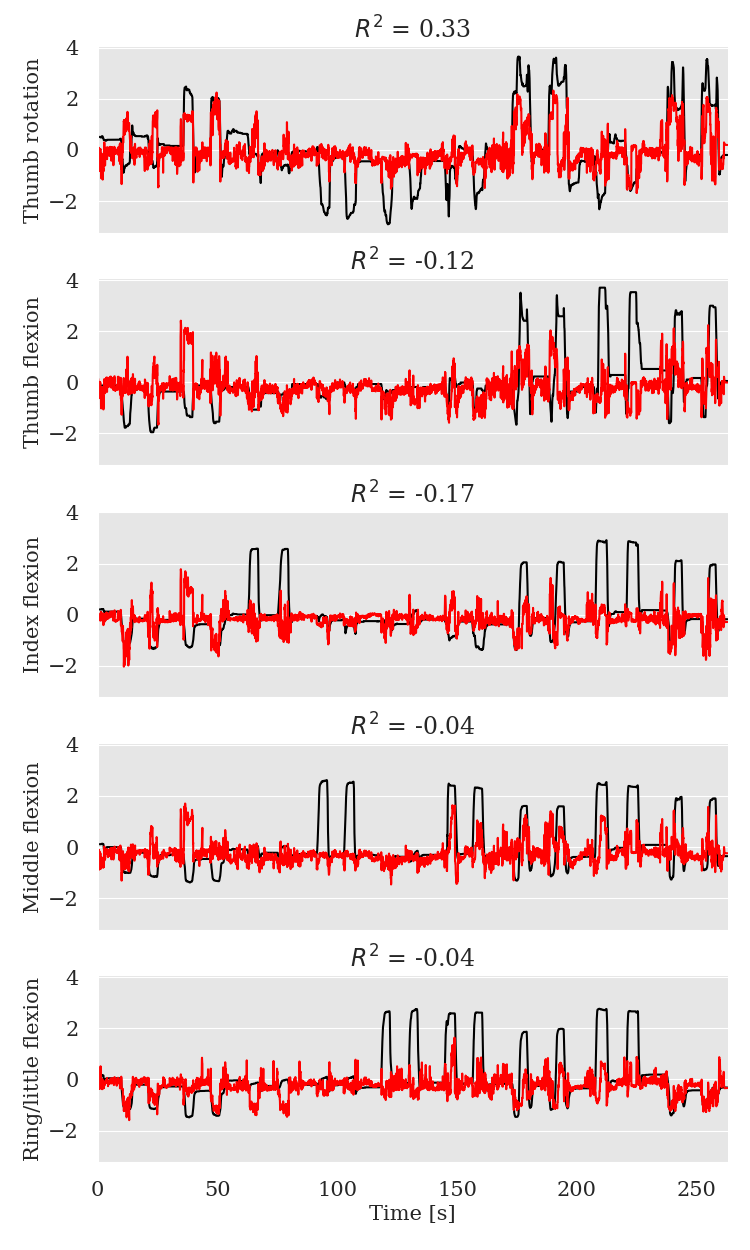 R² = 0.33
Thumb rotation
4
2
0
−2
R² = -0.12
Thumb flexion
4
2
0
−2
R² = -0.17
Index flexion
4
2
0
−2
R² = -0.04
Middle flexion
4
2
0
−2
R² = -0.04
Ring/little flexion
4
2
0
−2
0 50 100 150 200 250
Time [s]